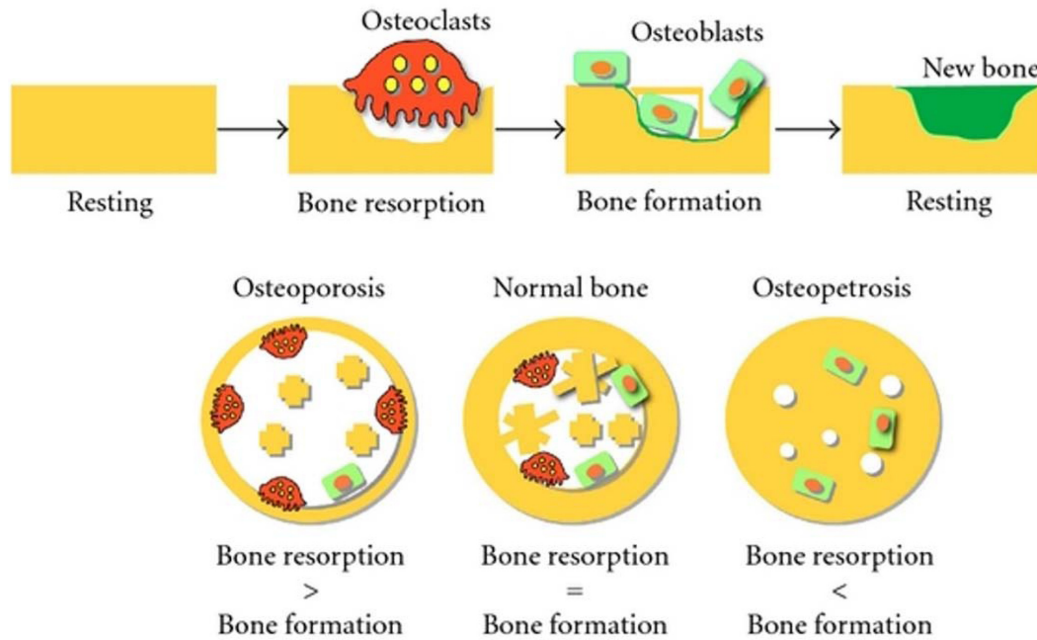 Osteoclasts
Osteoblasts
New bone
Resting
Bone resorption
Bone formation
Resting
Osteoporosis
Normal bone
Osteopetrosis
Bone resorption
>
Bone formation
Bone resorption
=
Bone formation
Bone resorption
<
Bone formation